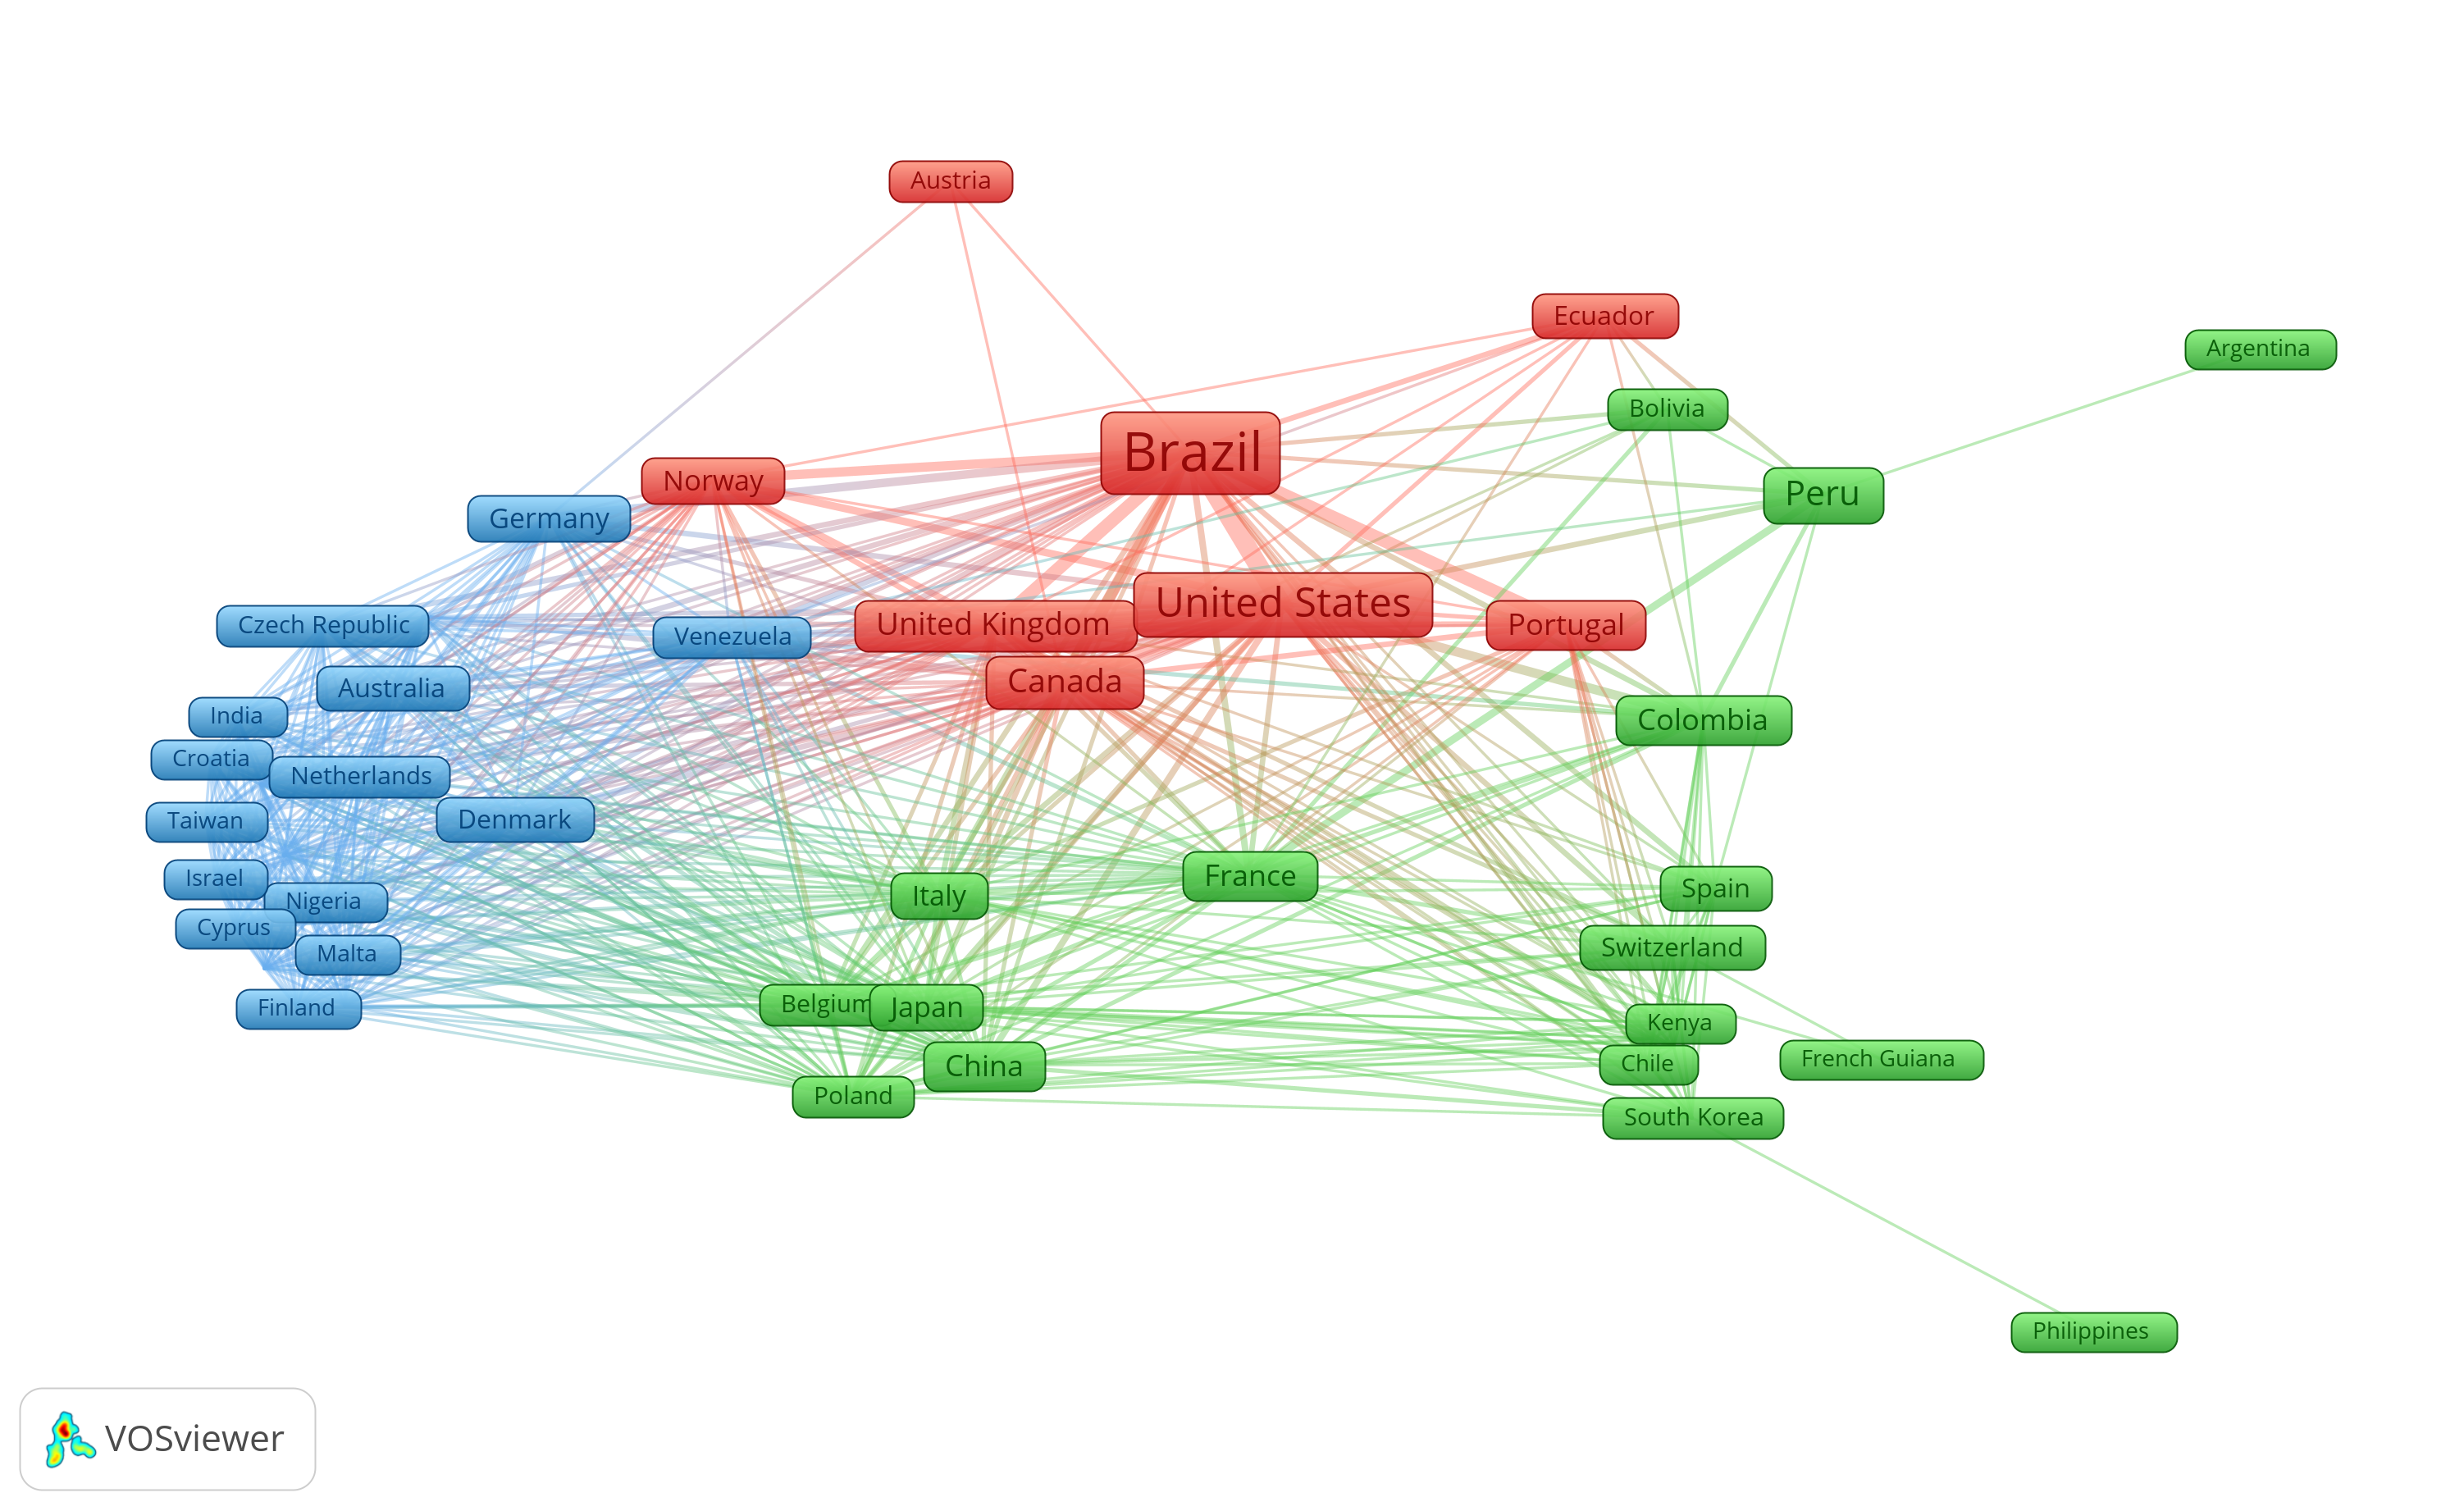 Austria
Ecuador
Argentina
Bolivia
Brazil
Norway
Peru
Germany
United States
Czech Republic
Venezuela
United Kingdom
Portugal
Australia
Canada
India
Colombia
Croatia
Netherlands
Taiwan
Denmark
Israel
Nigeria
Italy
France
Spain
Cyprus
Malta
Switzerland
Finland
Belgium
Japan
Kenya
China
Chile
French Guiana
Poland
South Korea
Philippines
VOSviewer